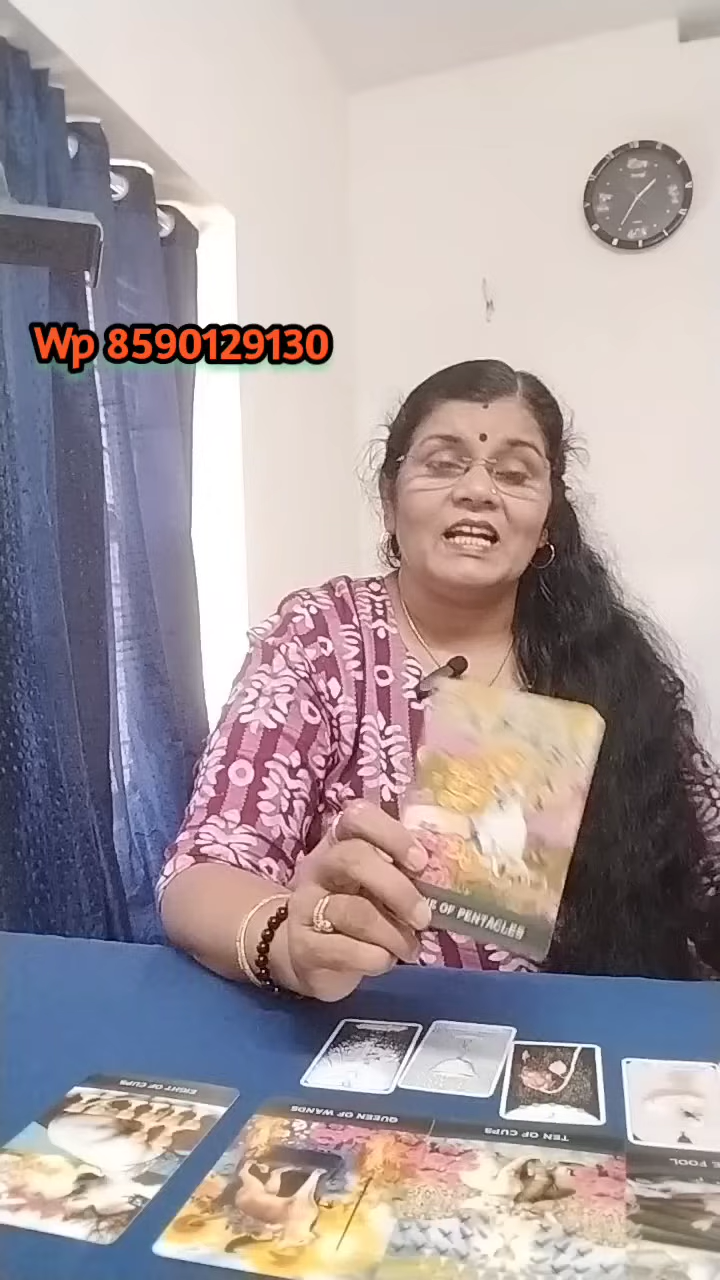 Wp 8590129130
OF PENTACLES
EIGHT OF CUPS
QUEEN OF WANDS
TEN OF CUPS
FOOL